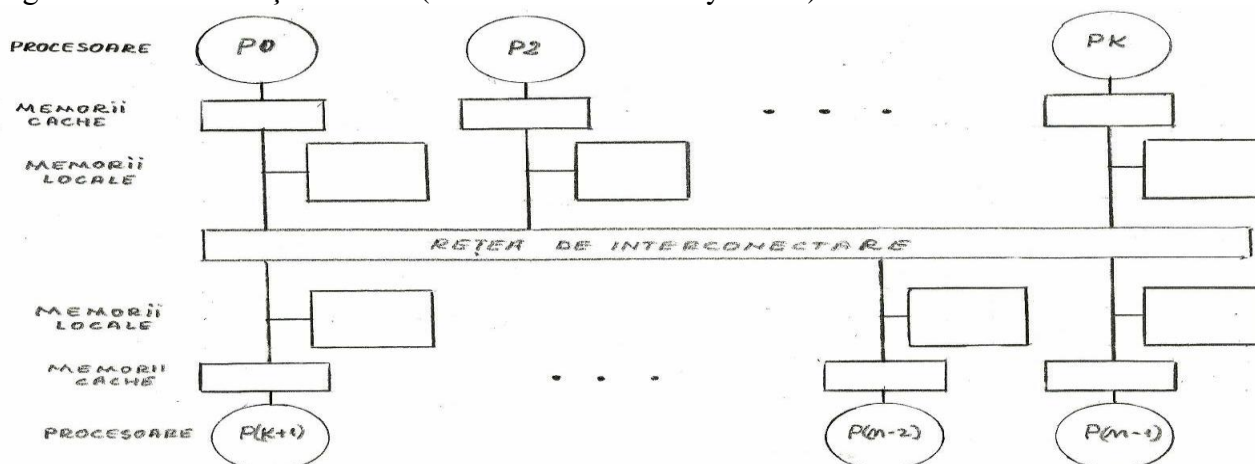 PROCESOARE P0 P2 PK
MEMORII
CACHE
. . .
MEMORII
LOCALE
REȚEA DE INTERCONECTARE
MEMORII
LOCALE
MEMORII
CACHE
. . .
PROCESOARE P(K+1) P(n-2) P(n-1)